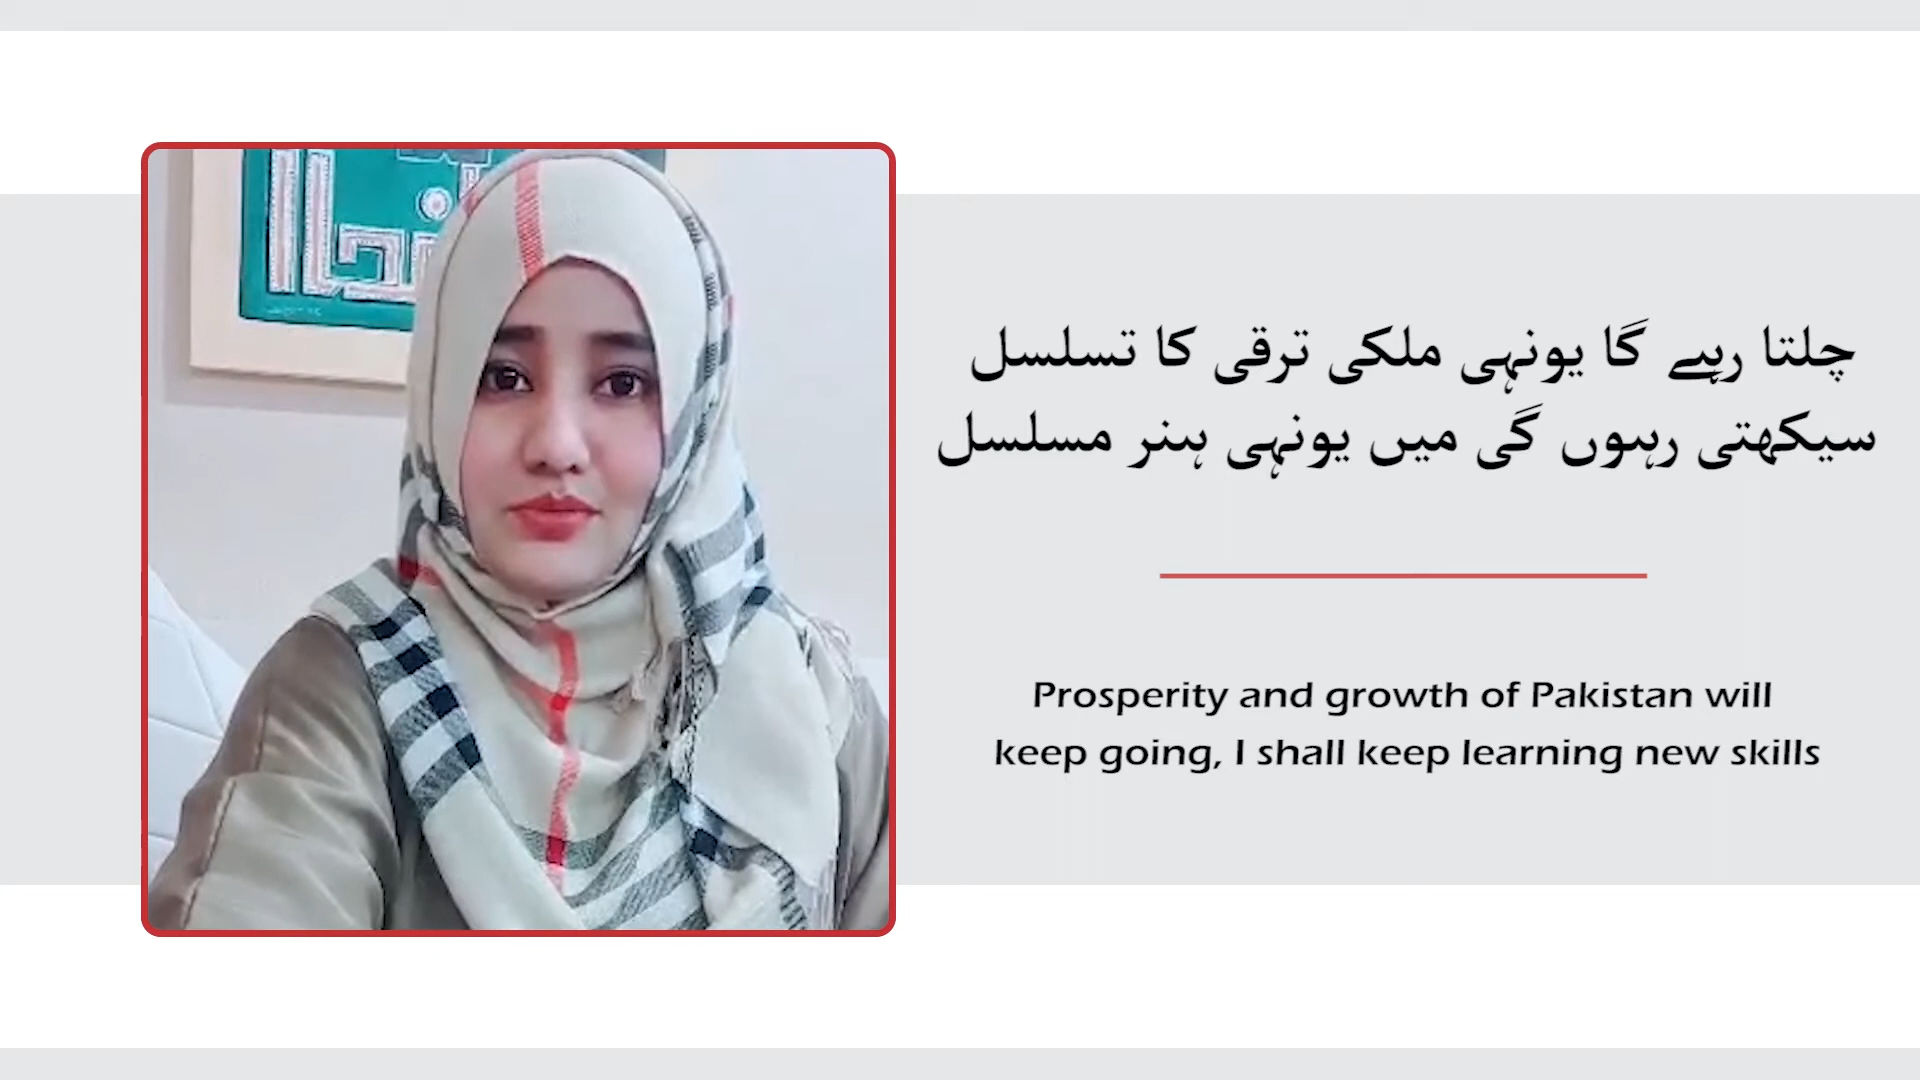 چلتا رہے گا یونہی ملکی ترقی کا تسلسل
سیکھتی رہوں گی میں یونہی ہنر مسلسل
Prosperity and growth of Pakistan will
keep going, I shall keep learning new skills